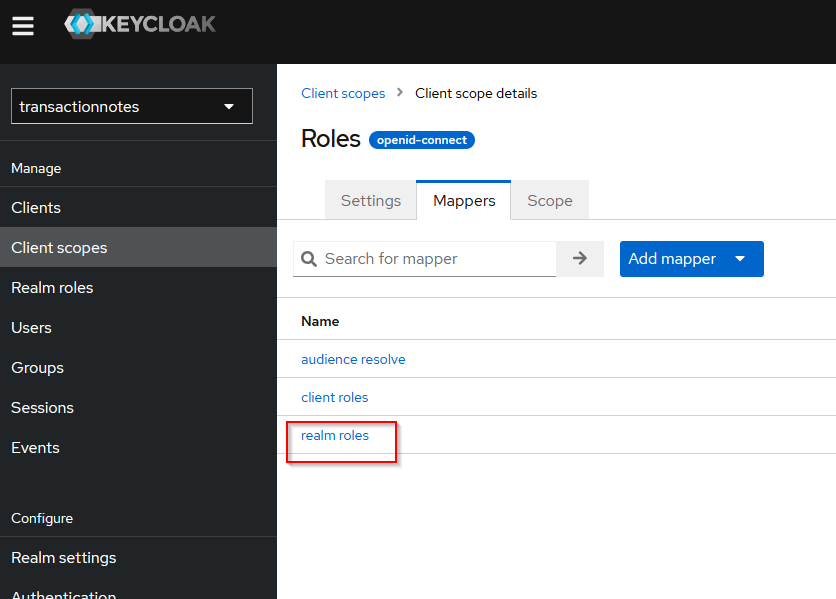 KEYCLOAK
transactionnotes
Manage
Clients
Client scopes
Realm roles
Users
Groups
Sessions
Events
Configure
Realm settings
Authentication
Client scopes > Client scope details
Roles openid-connect
Settings Mappers Scope
Search for mapper Add mapper
Name
audience resolve
client roles
realm roles